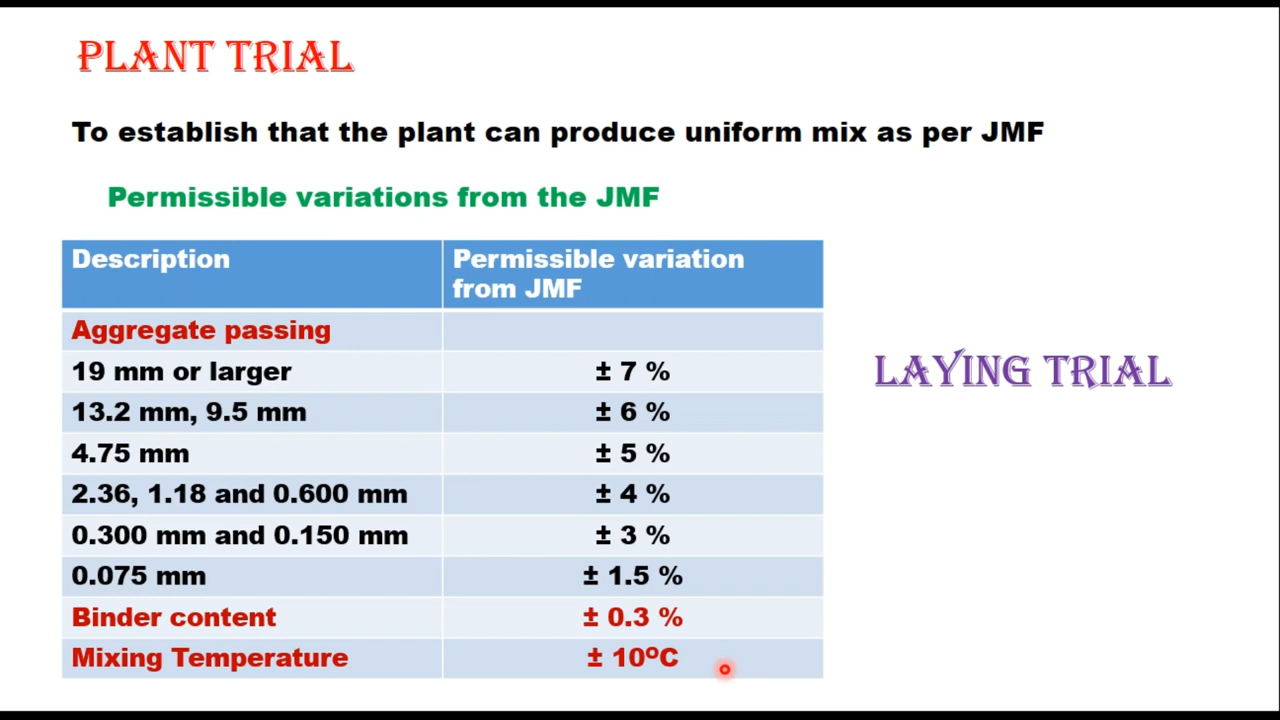 PLANT TRIAL
To establish that the plant can produce uniform mix as per JMF
Permissible variations from the JMF
Description
Permissible variation
from JMF
Aggregate passing
19 mm or larger ± 7 %
13.2 mm, 9.5 mm ± 6 %
4.75 mm ± 5 %
2.36, 1.18 and 0.600 mm ± 4 %
0.300 mm and 0.150 mm ± 3 %
0.075 mm ± 1.5 %
Binder content ± 0.3 %
Mixing Temperature ± 10ºC
LAYING TRIAL